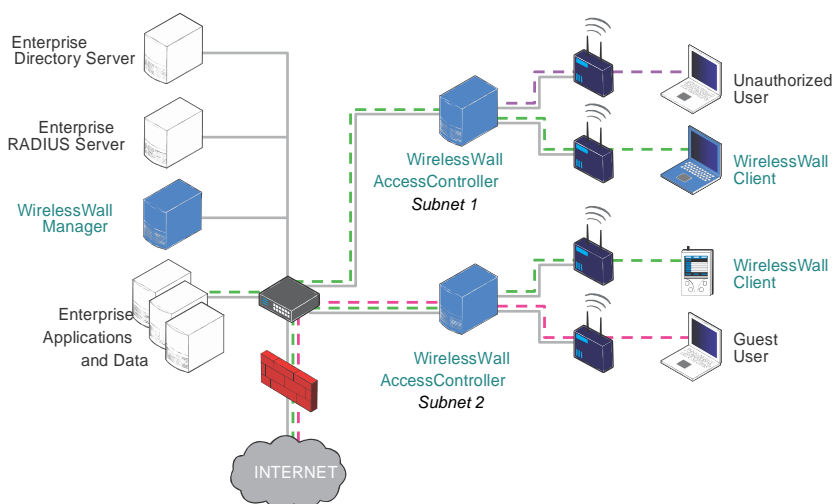 Enterprise
Directory Server
Enterprise
RADIUS Server
WirelessWall
Manager
Enterprise
Applications
and Data
WirelessWall
AccessController
Subnet 1
WirelessWall
AccessController
Subnet 2
Unauthorized
User
WirelessWall
Client
WirelessWall
Client
Guest
User
INTERNET